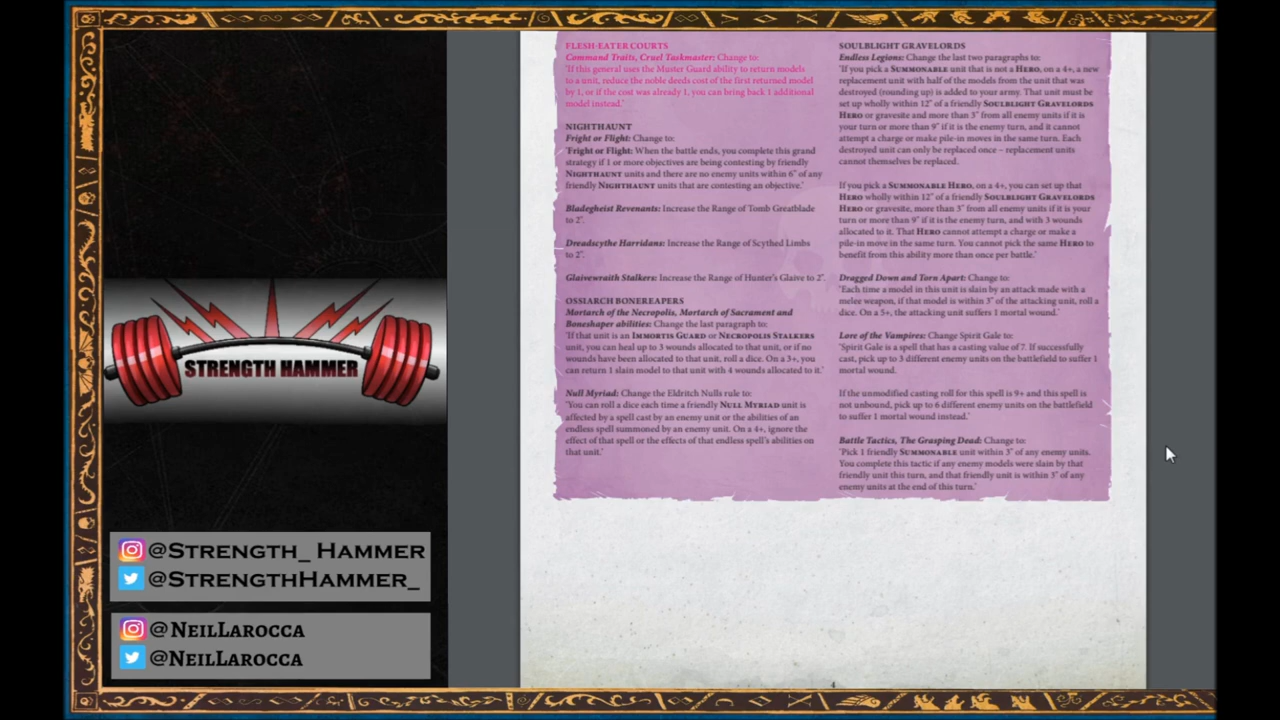 STRENGTH HAMMER
@Strength_Hammer
@StrengthHammer_
@NeilLarocca
@NeilLarocca
FLESH-EATER COURTS
Command Traits, Cruel Taskmaster: Change to:
'If this general uses the Muster Guard ability to return models
to a unit, reduce the noble deeds cost of the first returned model
by 1, or if the cost was already 1, you can bring back 1 additional
model instead.'
NIGHTHAUNT
Fright or Flight: Change to:
'Fright or Flight: When the battle ends, you complete this grand
strategy if 1 or more objectives are being contesting by friendly
NIGHTHAUNT units and there are no enemy units within 6" of any
friendly NIGHTHAUNT units that are contesting an objective.'
Bladegheist Revenants: Increase the Range of Tomb Greatblade
to 2".
Dreadscythe Harridans: Increase the Range of Scythed Limbs
to 2".
Glaivewraith Stalkers: Increase the Range of Hunter's Glaive to 2".
OSSIARCH BONEREAPERS
Mortarch of the Necropolis, Mortarch of Sacrament and
Boneshaper abilities: Change the last paragraph to:
'If that unit is an IMMORTIS GUARD or NECROPOLIS STALKERS
unit, you can heal up to 3 wounds allocated to that unit, or if no
wounds have been allocated to that unit, roll a dice. On a 3+, you
can return 1 slain model to that unit with 4 wounds allocated to it.'
Null Myriad: Change the Eldritch Nulls rule to:
'You can roll a dice each time a friendly NULL MYRIAD unit is
affected by a spell cast by an enemy unit or the abilities of an
endless spell summoned by an enemy unit. On a 4+, ignore the
effect of that spell or the effects of that endless spell's abilities on
that unit.'
SOULBLIGHT GRAVELORDS
Endless Legions: Change the last two paragraphs to:
'If you pick a SUMMONABLE unit that is not a HERO, on a 4+, a new
replacement unit with half of the models from the unit that was
destroyed (rounding up) is added to your army. That unit must be
set up wholly within 12" of a friendly SOULBLIGHT GRAVELORDS
HERO or gravesite and more than 3" from all enemy units if it is
your turn or more than 9" if it is the enemy turn, and it cannot
attempt a charge or make pile-in moves in the same turn. Each
destroyed unit can only be replaced once – replacement units
cannot themselves be replaced.
If you pick a SUMMONABLE HERO, on a 4+, you can set up that
HERO wholly within 12" of a friendly SOULBLIGHT GRAVELORDS
HERO or gravesite, more than 3" from all enemy units if it is your
turn or more than 9" if it is the enemy turn, and with 3 wounds
allocated to it. That HERO cannot attempt a charge or make a
pile-in move in the same turn. You cannot pick the same HERO to
benefit from this ability more than once per battle.'
Dragged Down and Torn Apart: Change to:
'Each time a model in this unit is slain by an attack made with a
melee weapon, if that model is within 3" of the attacking unit, roll a
dice. On a 5+, the attacking unit suffers 1 mortal wound.'
Lore of the Vampires: Change Spirit Gale to:
'Spirit Gale is a spell that has a casting value of 7. If successfully
cast, pick up to 3 different enemy units on the battlefield to suffer 1
mortal wound.
If the unmodified casting roll for this spell is 9+ and this spell is
not unbound, pick up to 6 different enemy units on the battlefield
to suffer 1 mortal wound instead.'
Battle Tactics, The Grasping Dead: Change to:
'Pick 1 friendly SUMMONABLE unit within 3" of any enemy units.
You complete this tactic if any enemy models were slain by that
friendly unit this turn, and that friendly unit is within 3" of any
enemy units at the end of this turn.'
4